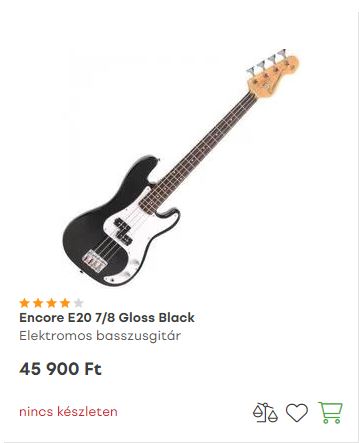 Encore E20 7/8 Gloss Black
Elektromos basszusgitár
45 900 Ft
nincs készleten